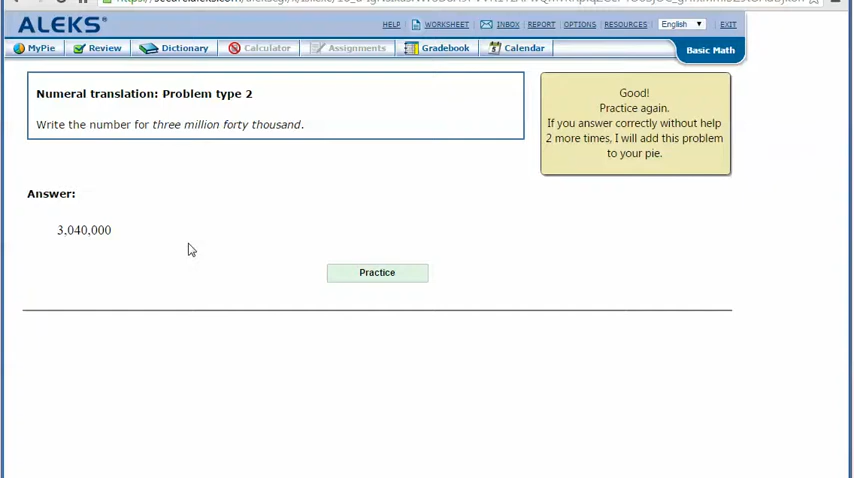 ALEKS®
HELP WORKSHEET INBOX REPORT OPTIONS RESOURCES English EXIT
MyPie Review Dictionary Calculator Assignments Gradebook Calendar Basic Math
Numeral translation: Problem type 2
Write the number for three million forty thousand.
Good!
Practice again.
If you answer correctly without help
2 more times, I will add this problem
to your pie.
Answer:
3,040,000
Practice